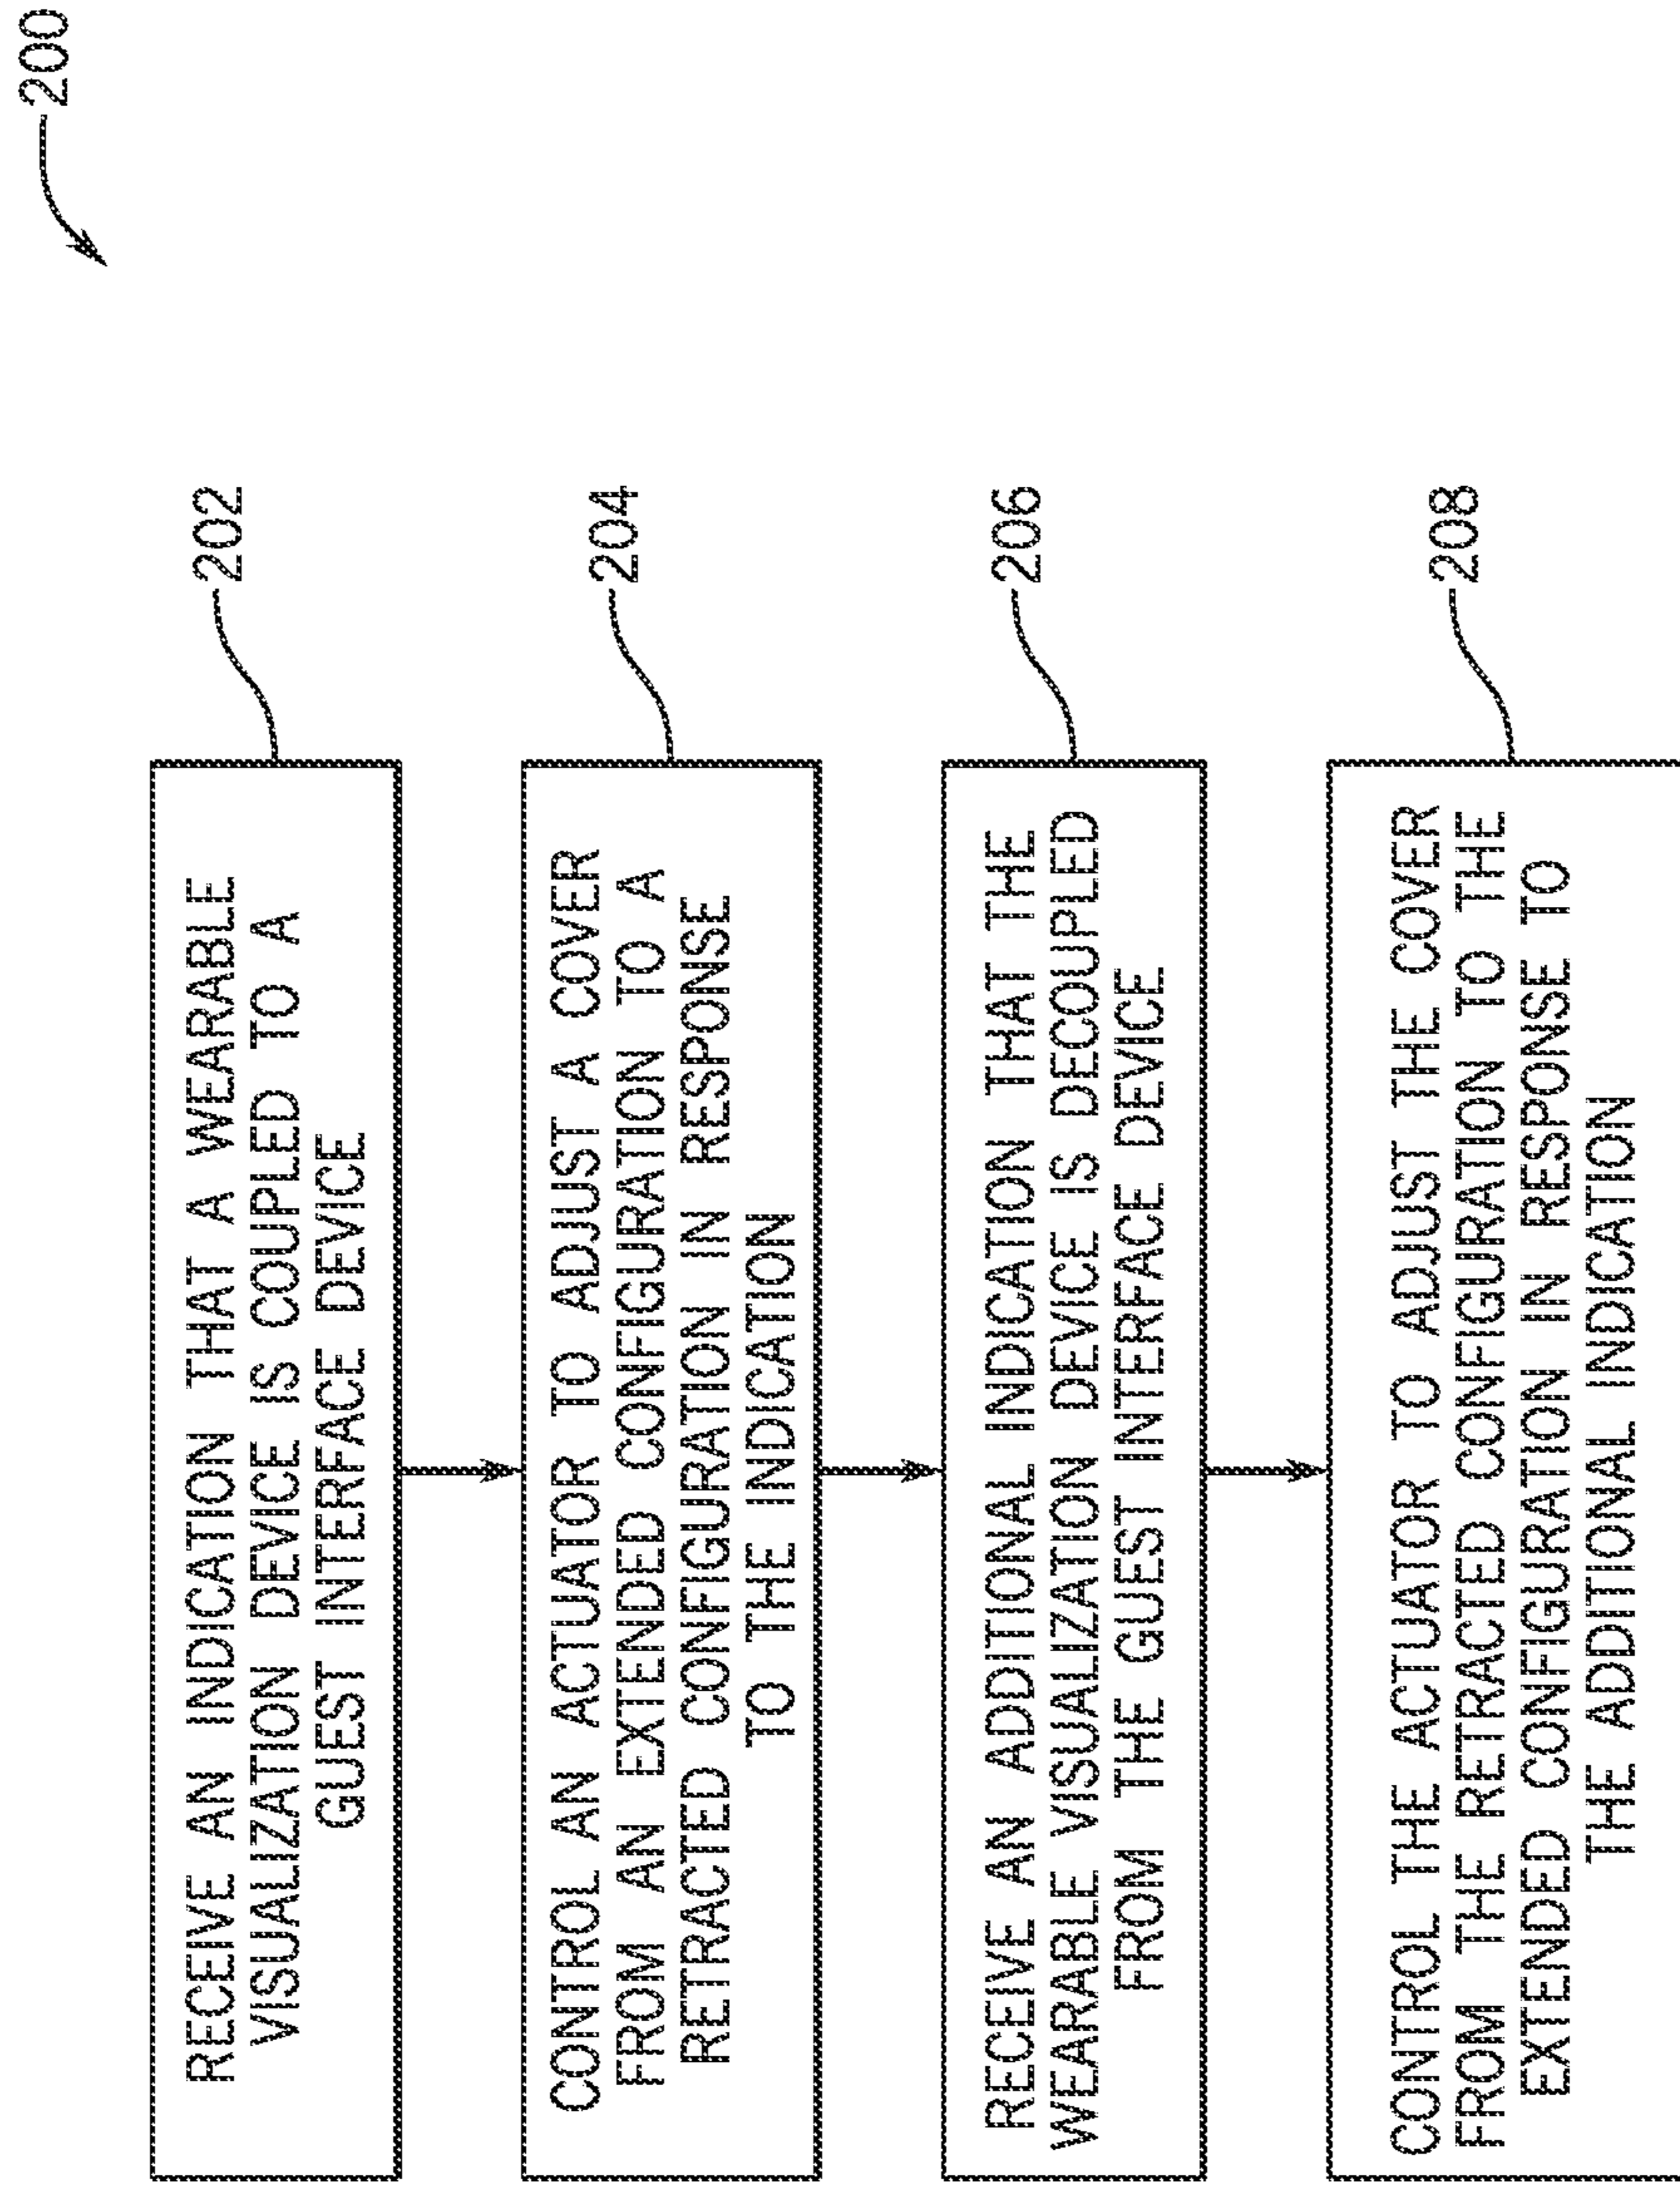 200
RECEIVE AN INDICATION THAT A WEARABLE
VISUALIZATION DEVICE IS COUPLED TO A
GUEST INTERFACE DEVICE
202
CONTROL AN ACTUATOR TO ADJUST A COVER
FROM AN EXTENDED CONFIGURATION TO A
RETRACTED CONFIGURATION IN RESPONSE
TO THE INDICATION
204
RECEIVE AN ADDITIONAL INDICATION THAT THE
WEARABLE VISUALIZATION DEVICE IS DECOUPLED
FROM THE GUEST INTERFACE DEVICE
206
CONTROL THE ACTUATOR TO ADJUST THE COVER
FROM THE RETRACTED CONFIGURATION TO THE
EXTENDED CONFIGURATION IN RESPONSE TO
THE ADDITIONAL INDICATION
208